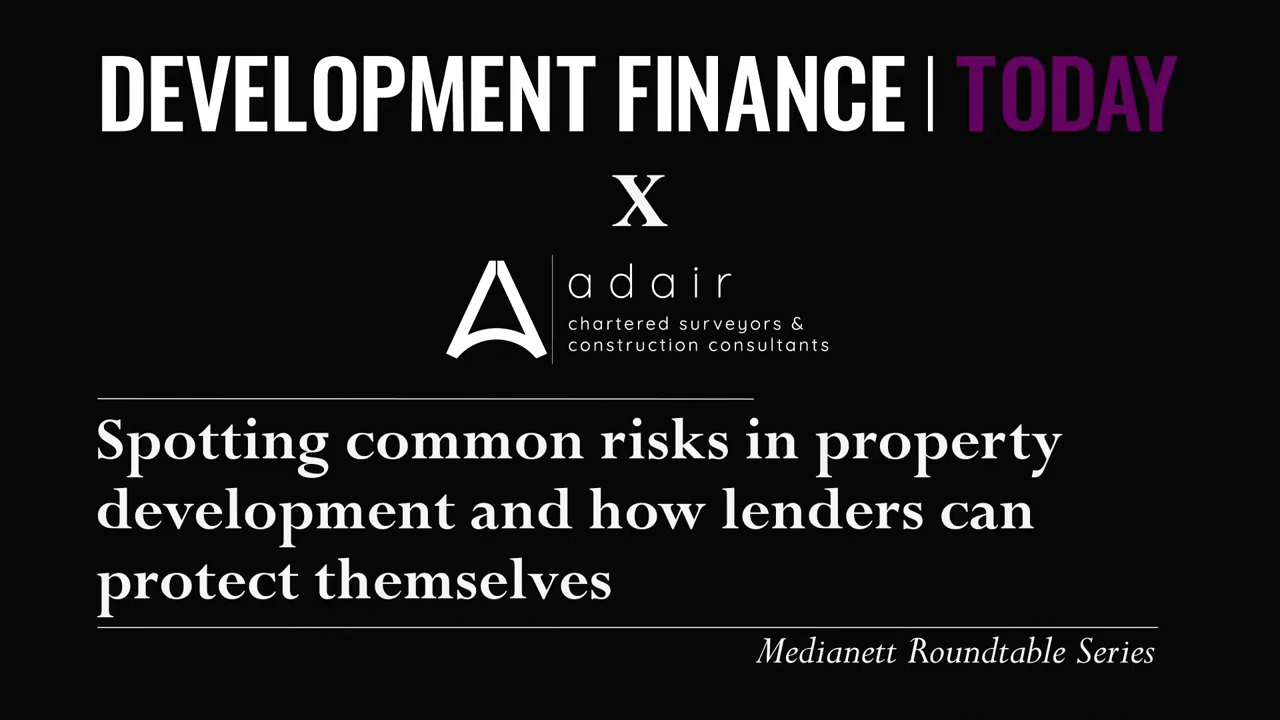 DEVELOPMENT FINANCE | TODAY
X
adair
chartered surveyors &
construction consultants
Spotting common risks in property
development and how lenders can
protect themselves
Medianett Roundtable Series